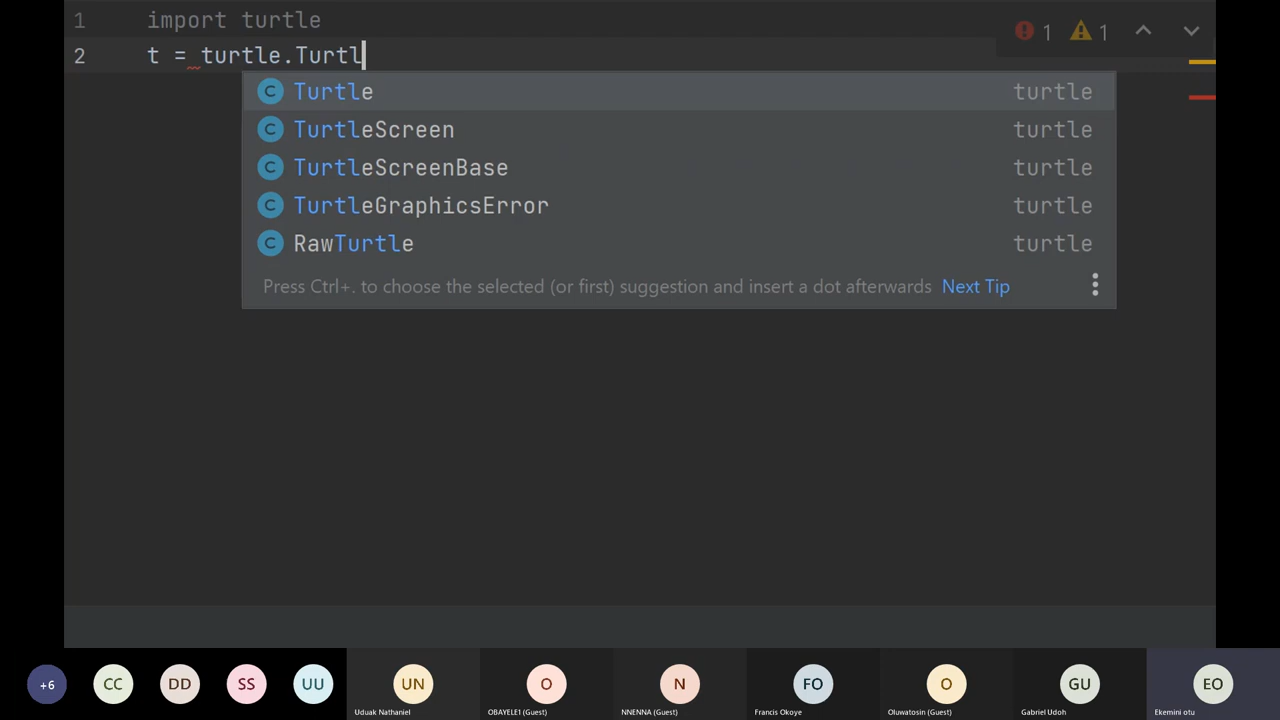 1 import turtle
2 t = turtle.Turtl
1 1
Turtle turtle
TurtleScreen turtle
TurtleScreenBase turtle
TurtleGraphicsError turtle
RawTurtle turtle
Press Ctrl+. to choose the selected (or first) suggestion and insert a dot afterwards Next Tip
+6 CC DD SS UU UN O N FO O GU EO
Uduak Nathaniel OBAYELE1 (Guest) NNENNA (Guest) Francis Okoye Oluwatosin (Guest) Gabriel Udoh Ekemini otu